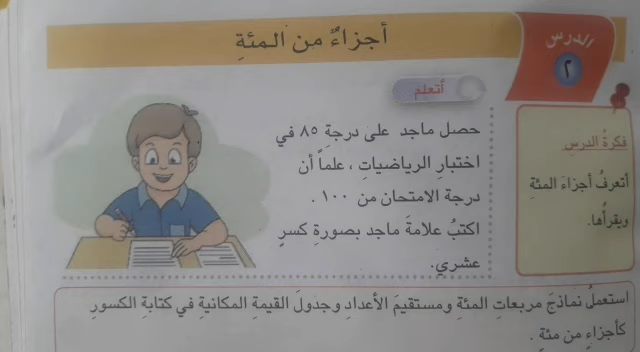 الدرس
٢
أجزاءٌ من المئةِ
أتعلم
فكرةُ الدرسِ
أتعرفُ أجزاءَ المئةِ
وبقرأُها.
حصل ماجد على درجةِ ٨٥ في
اختبارِ الرياضياتِ ، علماً أن
درجة الامتحان من ١٠٠ .
اكتبُ علامةَ ماجد بصورةِ كسرٍ
عشري.
استعملُ نماذجَ مربعاتِ المئةِ ومستقيمَ الأعدادِ وجدولَ القيمةِ المكانيةِ في كتابةِ الكسورِ
كأجزاءٍ من مئةٍ .